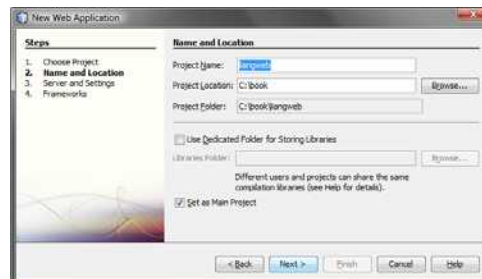 New Web Application
Steps
1. Choose Project
2. Name and Location
3. Server and Settings
4. Frameworks
Name and Location
Project Name: jiangweb
Project Location: C:\book
Browse...
Project Folder: C:\book\jiangweb
Use Dedicated Folder for Storing Libraries
Libraries Folder:
Browse...
Different users and projects can share the same
compilation libraries (see Help for details).
Set as Main Project
< Back
Next >
Finish
Cancel
Help